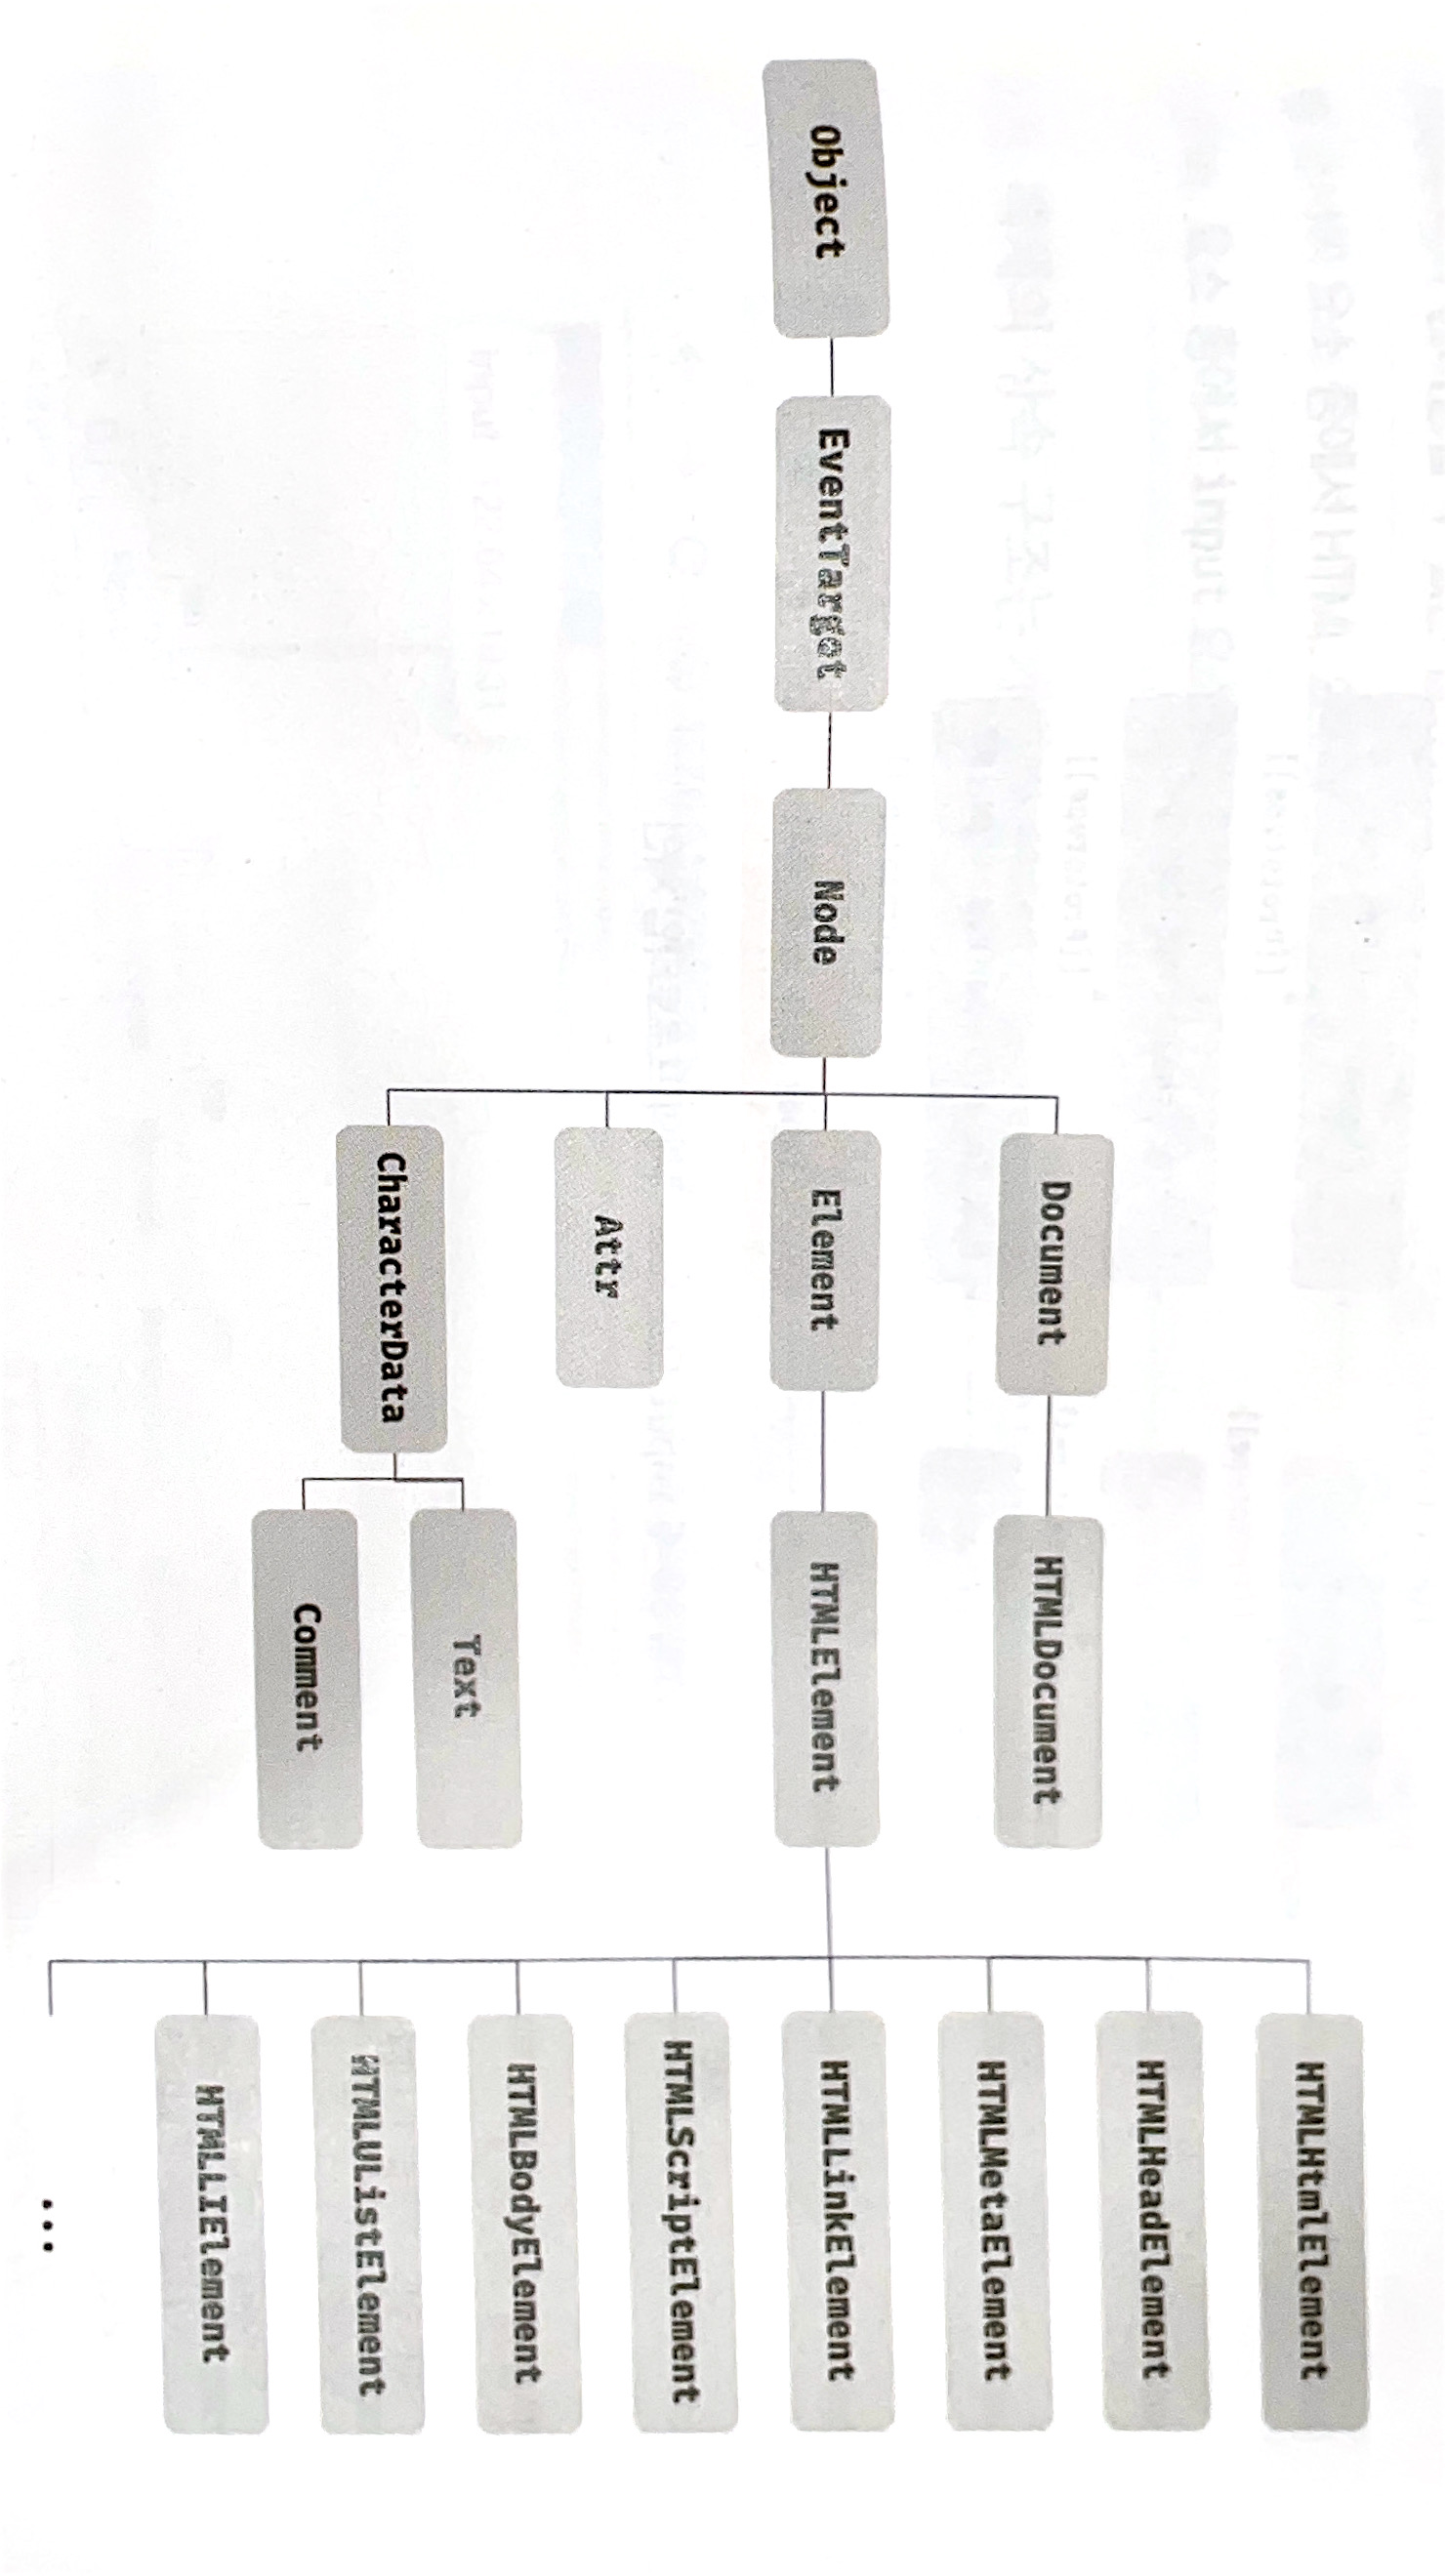 Object
EventTarget
Node
Document
HTMLDocument
Element
HTMLElement
Attr
CharacterData
Text
Comment
HTMLHtmlElement
HTMLHeadElement
HTMLMetaElement
HTMLLinkElement
HTMLScriptElement
HTMLBodyElement
HTMLUListElement
HTMLLIElement
...